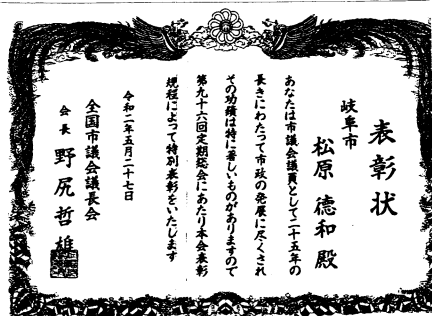 表彰状
岐阜市
松原 德和 殿
あなたは市議会議員として二十五年の
長きにわたって市政の発展に尽くされ
その功績は特に著しいものがありますので
第九十六回定期総会にあたり本会表彰
規程によって特別表彰をいたします
令和二年五月二十七日
全国市議会議長会
会長 野尻哲雄